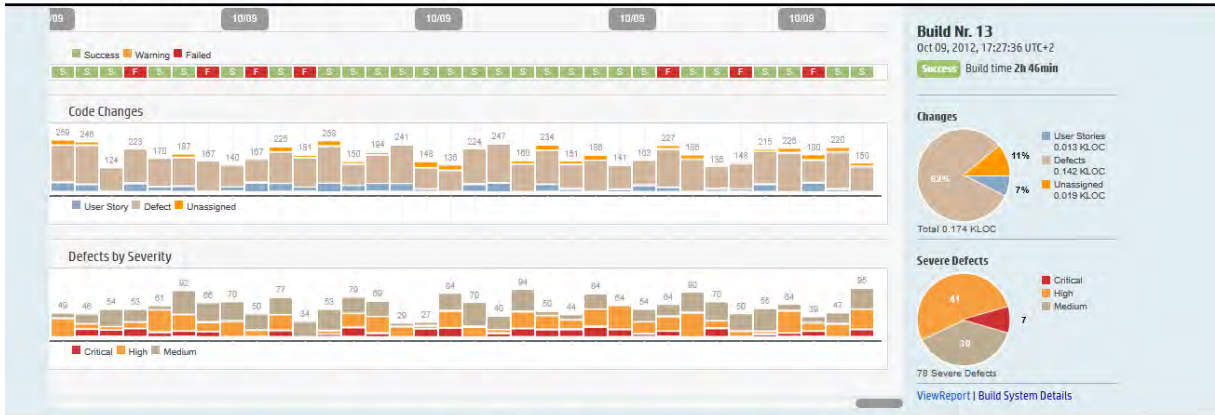 /09 10/09 10/09 10/09 10/09
Success Warning Failed
S S S F S S F S F S F S S S S S S S S S S S S S S F S S F S S F S S
Code Changes
259 246 124 223 170 187 167 140 167 225 181 268 150 194 241 148 136 224 247 160 234 151 186 141 163 227 196 136 148 215 226 180 220 150
User Story Defect Unassigned
Defects by Severity
49 46 54 53 61 92 66 70 50 77 34 53 79 69 29 27 84 70 46 94 50 44 84 64 54 64 90 70 50 56 64 39 47 95
Critical High Medium
Build Nr. 13
Oct 09, 2012, 17:27:36 UTC+2
Success Build time 2h 46min
Changes
82%
11%
7%
User Stories
0.013 KLOC
Defects
0.142 KLOC
Unassigned
0.019 KLOC
Total 0.174 KLOC
Severe Defects
41
7
30
Critical
High
Medium
78 Severe Defects
ViewReport | Build System Details